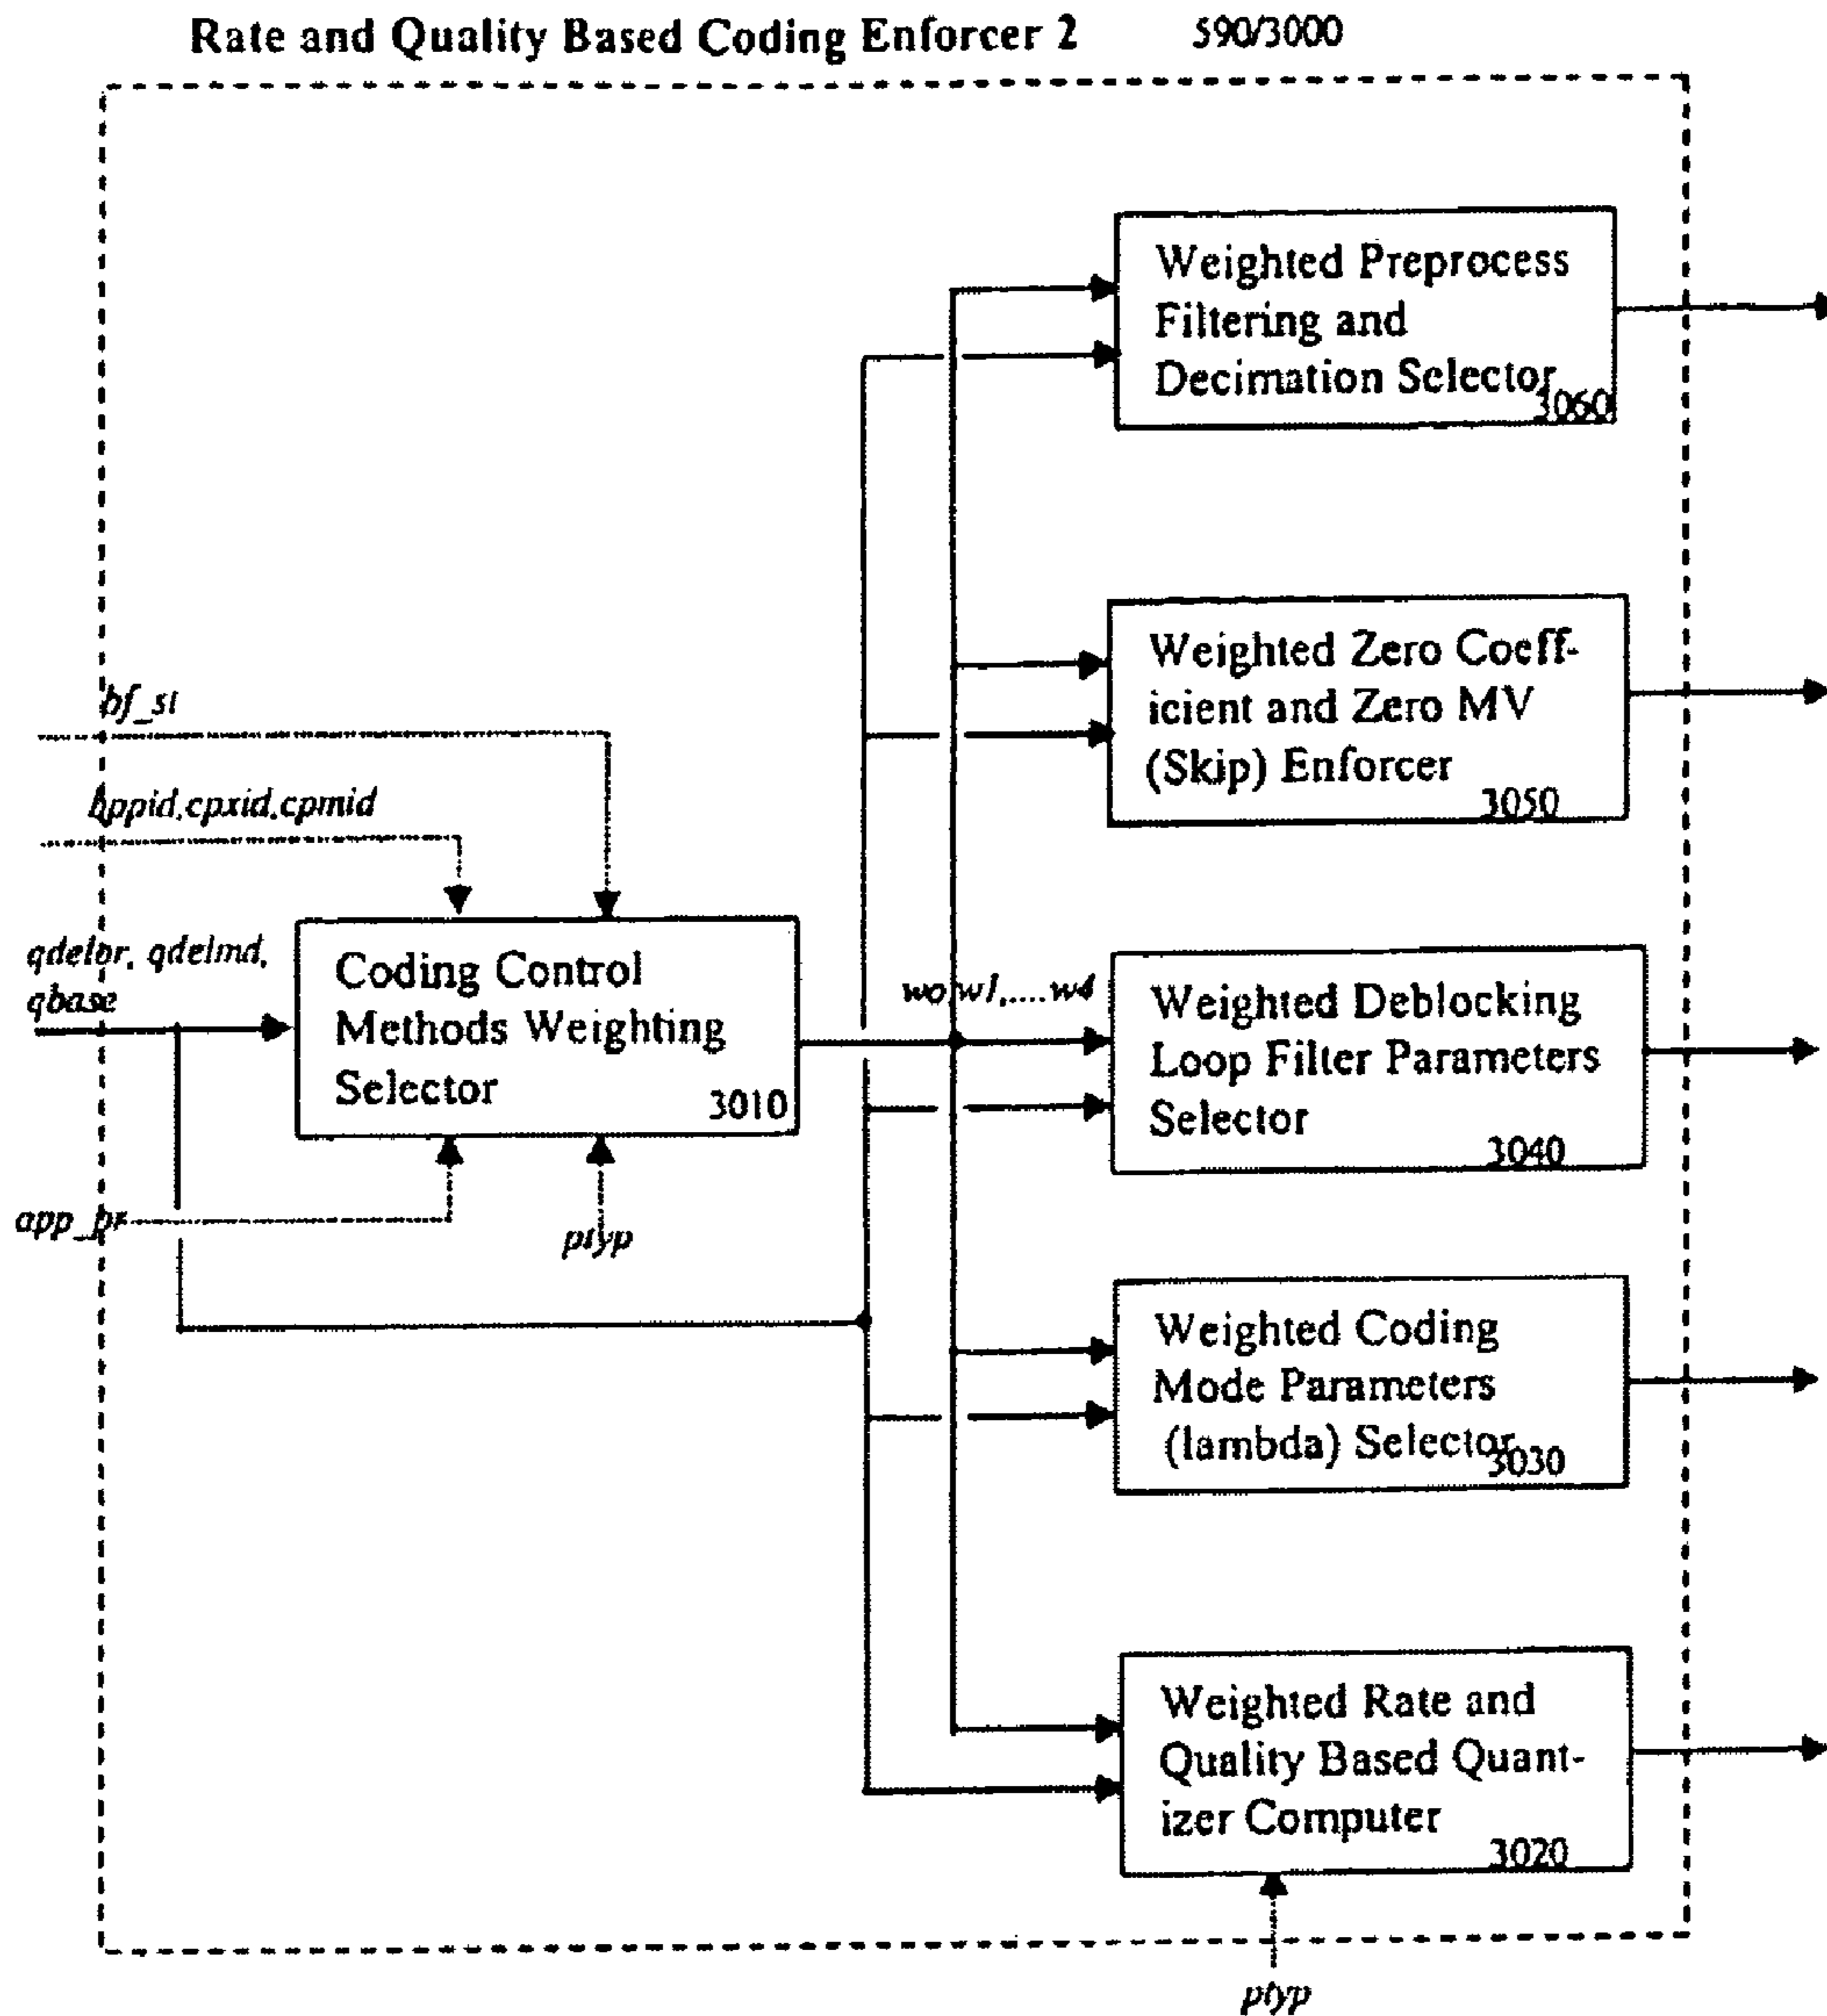 Rate and Quality Based Coding Enforcer 2 590/3000
Weighted Preprocess
Filtering and
Decimation Selector
3060
Weighted Zero Coeff-
icient and Zero MV
(Skip) Enforcer
3050
bf_st
bppid,cpxid,cpmid
qdelbr, qdelmd,
qbase
Coding Control
Methods Weighting
Selector
3010
wo,w1,....w4
Weighted Deblocking
Loop Filter Parameters
Selector
3040
app_pr
ptyp
Weighted Coding
Mode Parameters
(lambda) Selector
3030
Weighted Rate and
Quality Based Quant-
izer Computer
3020
ptyp